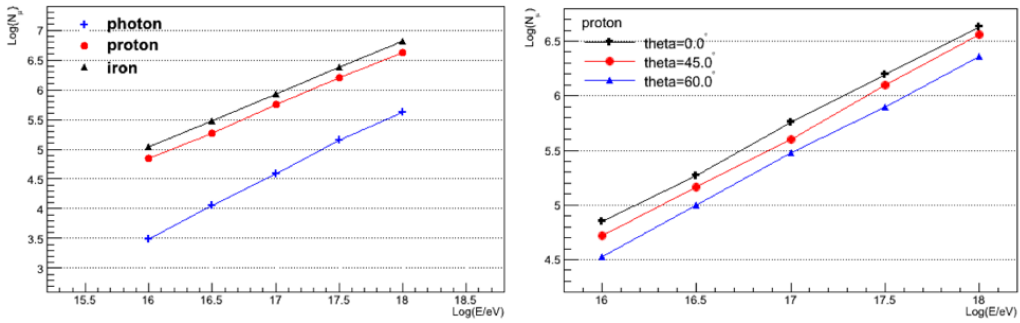 Log(Nμ)
photon
proton
iron
7
6.5
6
5.5
5
4.5
4
3.5
3
15.5 16 16.5 17 17.5 18 18.5
Log(E/eV)
Log(Nμ)
proton
theta=0.0°
theta=45.0°
theta=60.0°
6.5
6
5.5
5
4.5
16 16.5 17 17.5 18
Log(E/eV)